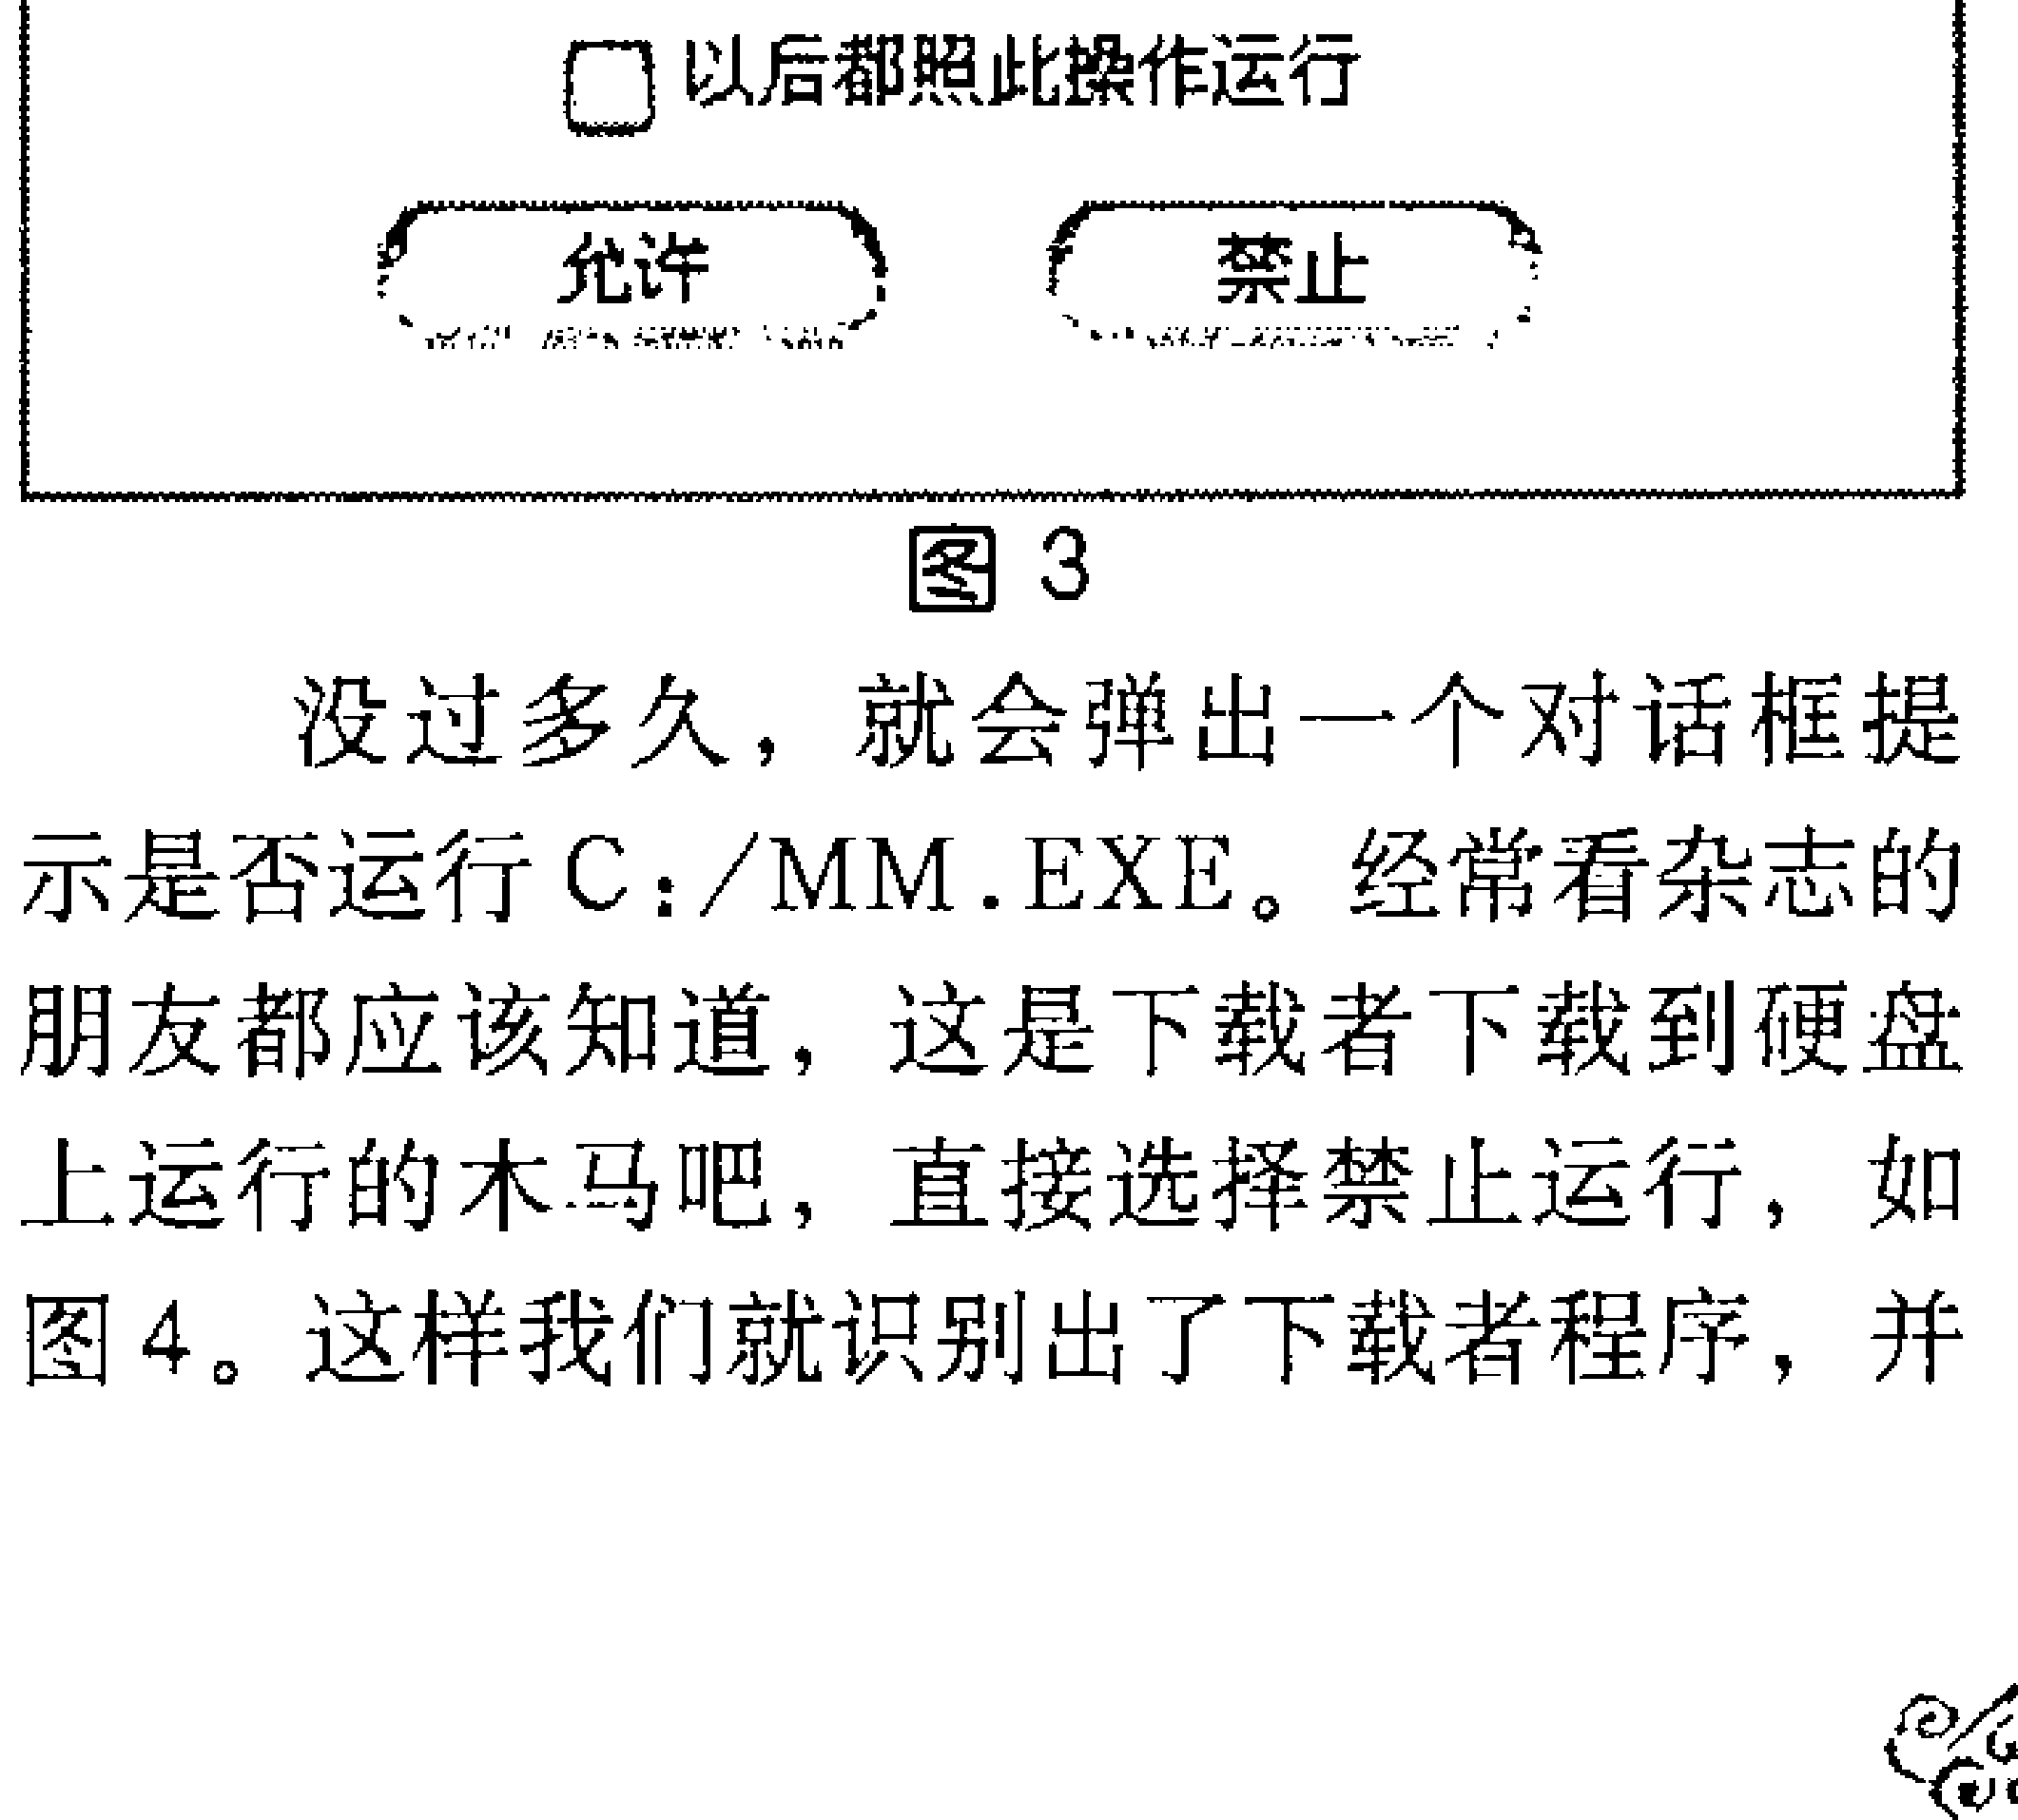 以后都照此操作运行
允许 禁止
图 3
没过多久，就会弹出一个对话框提
示是否运行 C:/MM.EXE。经常看杂志的
朋友都应该知道，这是下载者下载到硬盘
上运行的木马吧，直接选择禁止运行，如
图 4。这样我们就识别出了下载者程序，并